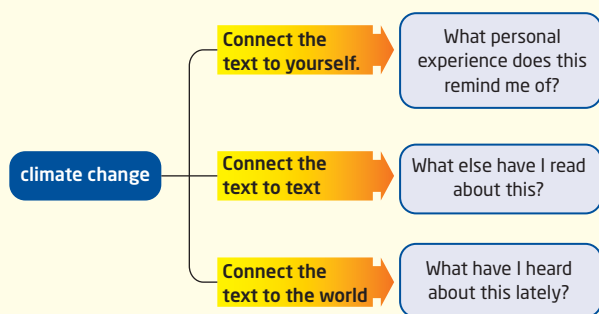 climate change
Connect the
text to yourself.
What personal
experience does this
remind me of?
Connect the
text to text
What else have I read
about this?
Connect the
text to the world
What have I heard
about this lately?